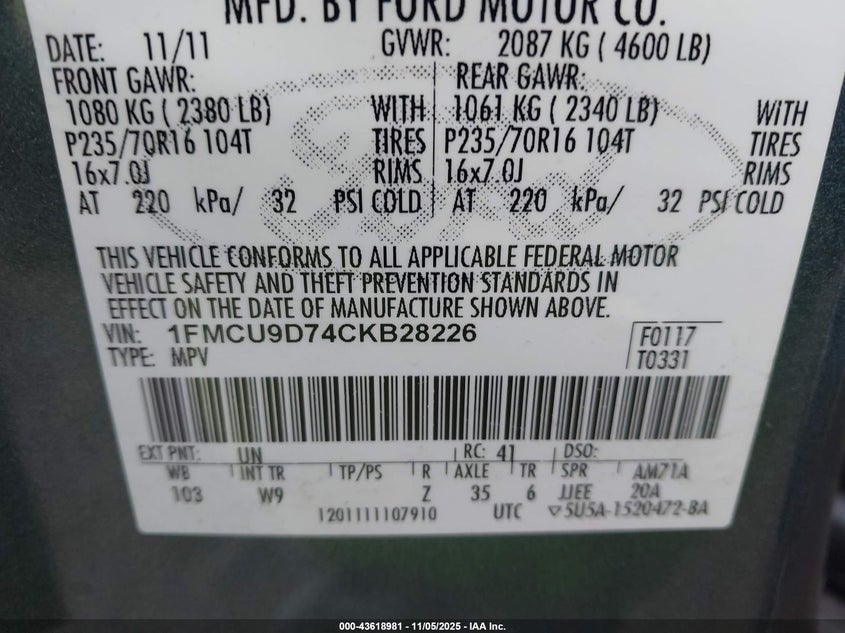 MFD. BY FORD MOTOR CO.
DATE: 11/11 GVWR: 2087 KG ( 4600 LB)
FRONT GAWR: REAR GAWR:
1080 KG ( 2380 LB) WITH 1061 KG ( 2340 LB) WITH
P235/70R16 104T TIRES P235/70R16 104T TIRES
16x7.0J RIMS 16x7.0J RIMS
AT 220 kPa/ 32 PSI COLD AT 220 kPa/ 32 PSI COLD
Ford
THIS VEHICLE CONFORMS TO ALL APPLICABLE FEDERAL MOTOR
VEHICLE SAFETY AND THEFT PREVENTION STANDARDS IN
EFFECT ON THE DATE OF MANUFACTURE SHOWN ABOVE.
VIN: 1FMCU9D74CKB28226 F0117
TYPE: MPV T0331
EXT PNT: UN RC: 41 DSO:
WB INT TR TP/PS R AXLE TR SPR AM71A
103 W9 Z 35 6 JJEE 20A
1201111107910 UTC ▽5U5A-1520472-BA
000-43618981 - 11/05/2025 - IAA Inc.